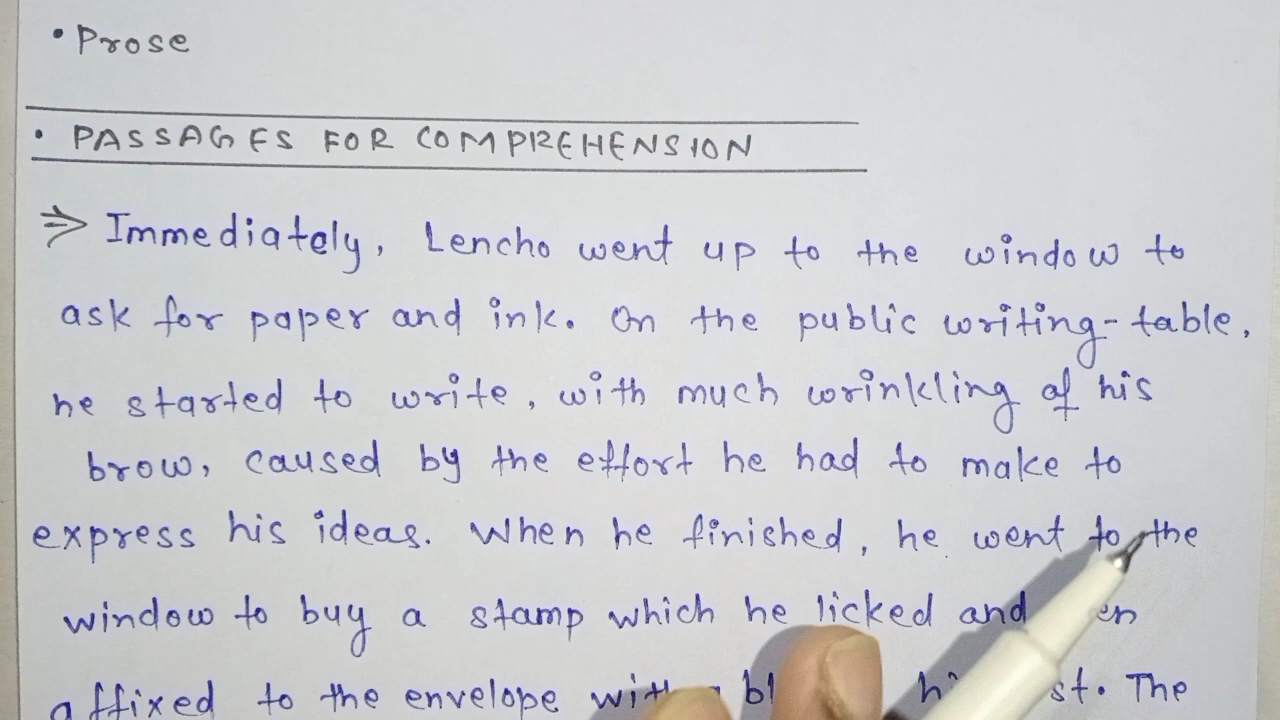 • Prose
• PASSAGES FOR COMPREHENSION
⇒ Immediately, Lencho went up to the window to
ask for paper and ink. On the public writing-table,
he started to write, with much wrinkling of his
brow, caused by the effort he had to make to
express his ideas. When he finished, he went to the
window to buy a stamp which he licked and
affixed to the envelope with The